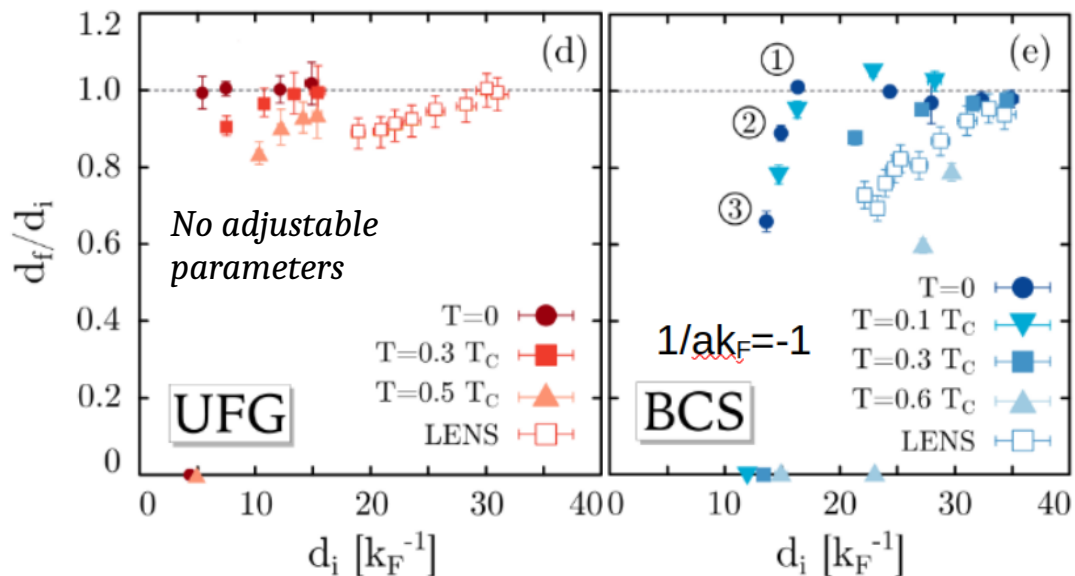 1.2
1.0
0.8
0.6
0.4
0.2
0
d_f/d_i
(d)
No adjustable
parameters
T=0
T=0.3 T_C
T=0.5 T_C
LENS
UFG
0 10 20 30
d_i [k_F^-1]
(e)
①
②
③
1/ak_F=-1
T=0
T=0.1 T_C
T=0.3 T_C
T=0.6 T_C
LENS
BCS
0 10 20 30 40
d_i [k_F^-1]